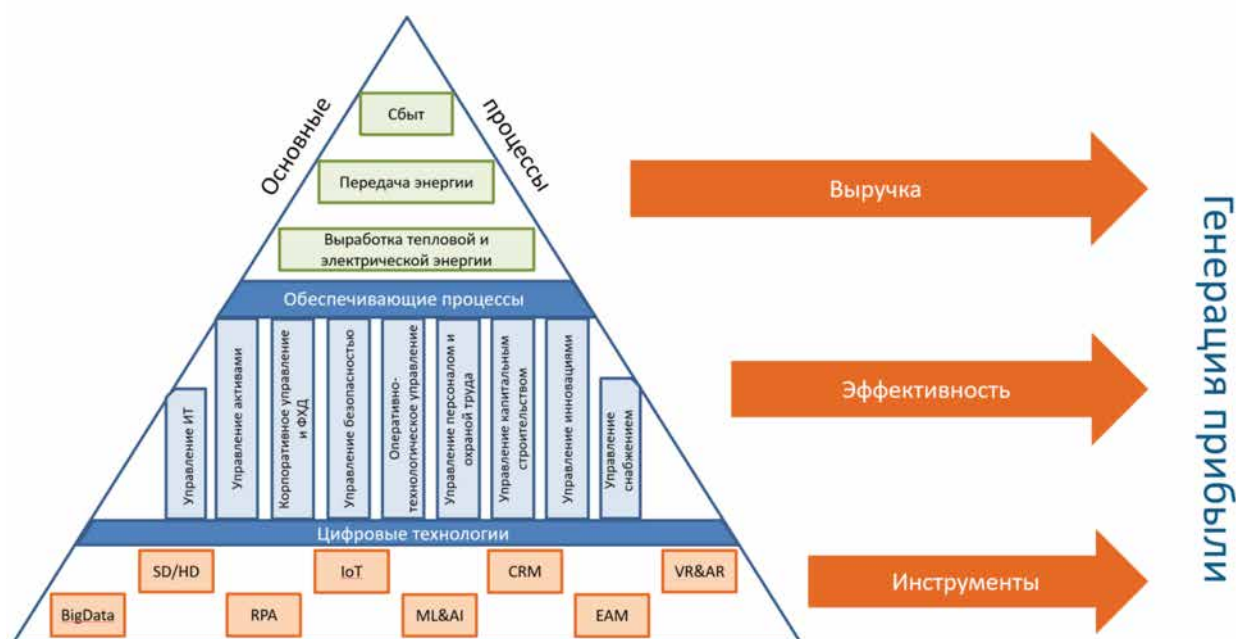 Основные
процессы
Сбыт
Передача энергии
Выработка тепловой и
электрической энергии
Обеспечивающие процессы
Управление ИТ
Управление активами
Корпоративное управление
и ФХД
Управление безопасностью
Оперативно-
технологическое управление
Управление персоналом и
охраной труда
Управление капитальным
строительством
Управление инновациями
Управление
снабжением
Цифровые технологии
SD/HD
IoT
CRM
VR&AR
BigData
RPA
ML&AI
EAM
Выручка
Эффективность
Инструменты
Генерация прибыли